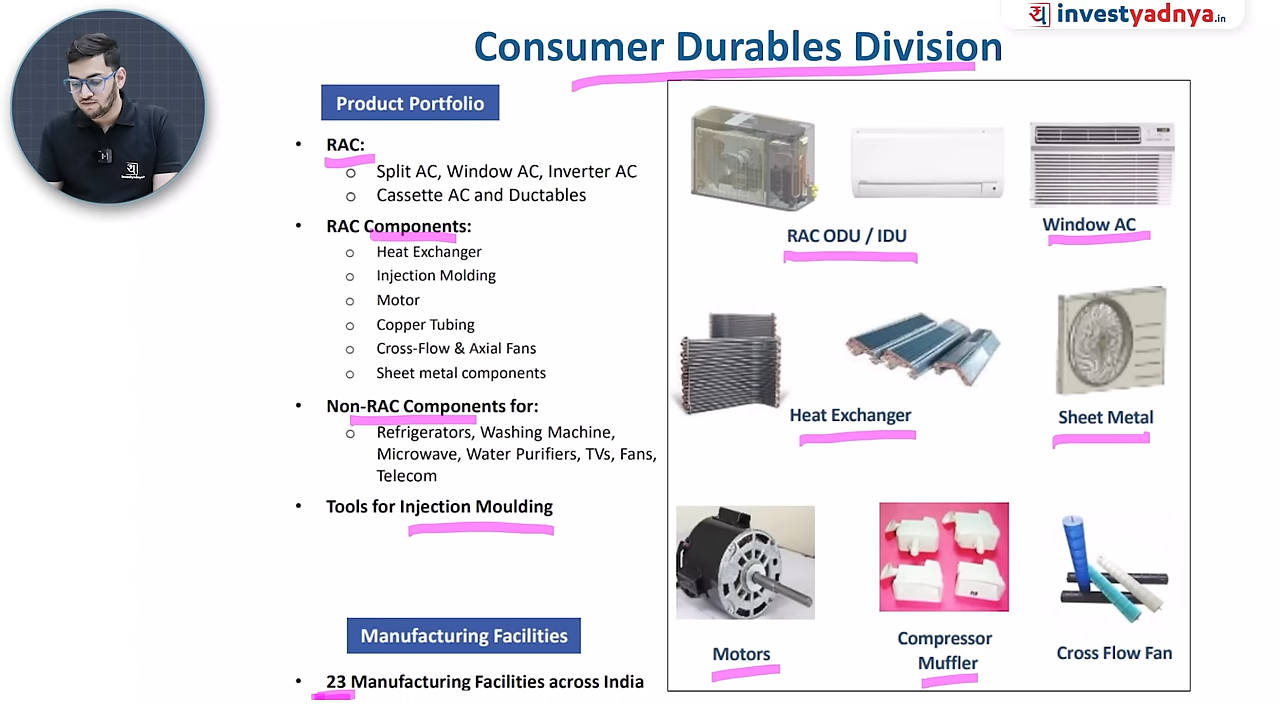 investyadnya.in
Consumer Durables Division
Product Portfolio
• RAC:
o Split AC, Window AC, Inverter AC
o Cassette AC and Ductables
• RAC Components:
o Heat Exchanger
o Injection Molding
o Motor
o Copper Tubing
o Cross-Flow & Axial Fans
o Sheet metal components
• Non-RAC Components for:
o Refrigerators, Washing Machine,
Microwave, Water Purifiers, TVs, Fans,
Telecom
• Tools for Injection Moulding
Manufacturing Facilities
• 23 Manufacturing Facilities across India
RAC ODU / IDU
Window AC
Heat Exchanger
Sheet Metal
Motors
Compressor
Muffler
Cross Flow Fan